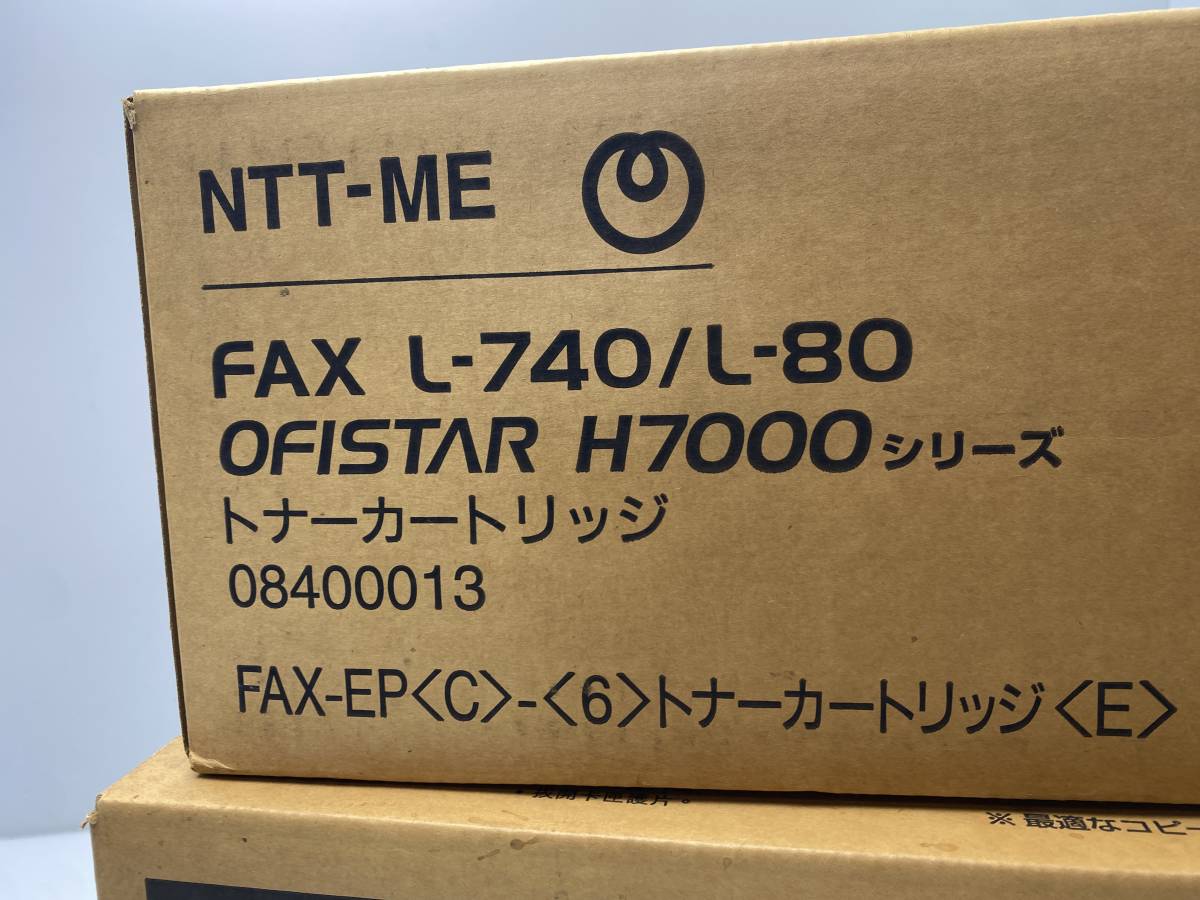 NTT-ME
FAX L-740/L-80
OFISTAR H7000シリーズ
トナーカートリッジ
08400013
FAX-EP〈C〉-〈6〉トナーカートリッジ〈E〉
※ 最適なコピー